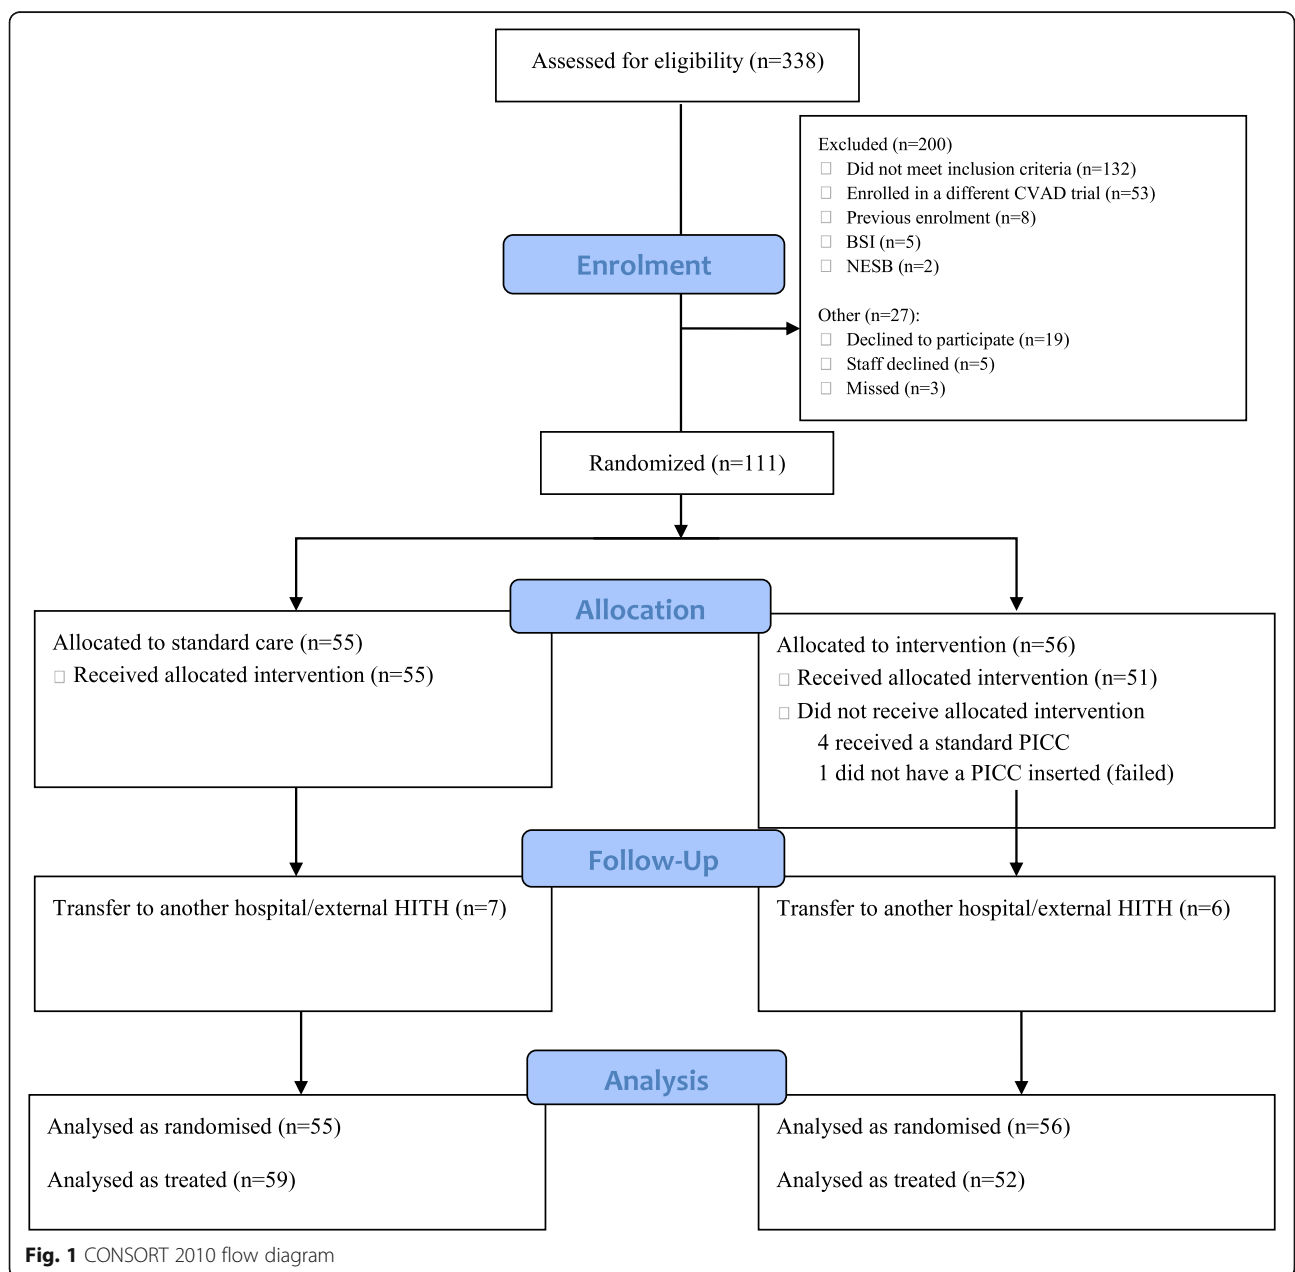 Assessed for eligibility (n=338)
Excluded (n=200)
Did not meet inclusion criteria (n=132)
Enrolled in a different CVAD trial (n=53)
Previous enrolment (n=8)
BSI (n=5)
NESB (n=2)
Other (n=27):
Declined to participate (n=19)
Staff declined (n=5)
Missed (n=3)
Enrolment
Randomized (n=111)
Allocation
Allocated to standard care (n=55)
Received allocated intervention (n=55)
Allocated to intervention (n=56)
Received allocated intervention (n=51)
Did not receive allocated intervention
4 received a standard PICC
1 did not have a PICC inserted (failed)
Follow-Up
Transfer to another hospital/external HITH (n=7)
Transfer to another hospital/external HITH (n=6)
Analysis
Analysed as randomised (n=55)
Analysed as treated (n=59)
Analysed as randomised (n=56)
Analysed as treated (n=52)
Fig. 1 CONSORT 2010 flow diagram